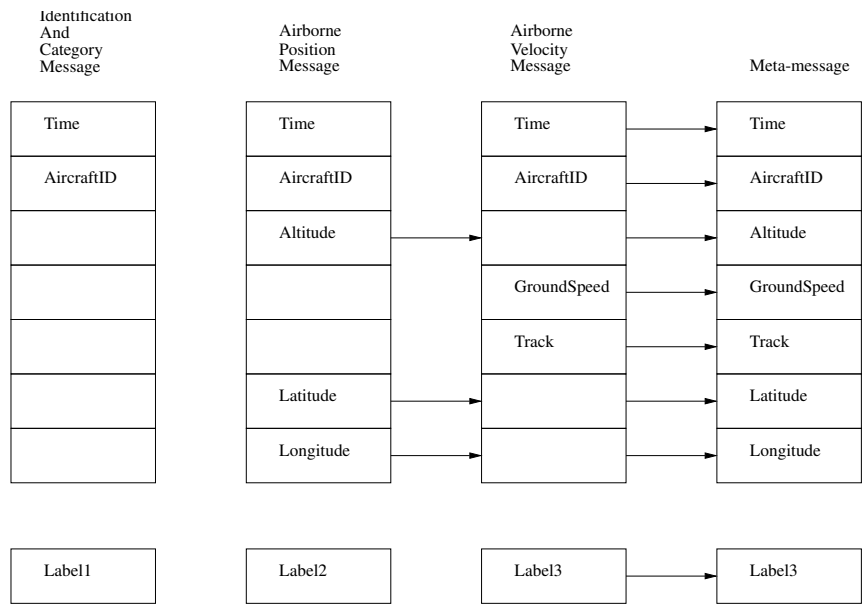 Identification
And
Category
Message
Airborne
Position
Message
Airborne
Velocity
Message
Meta-message
Time
Time
Time
Time
AircraftID
AircraftID
AircraftID
AircraftID
Altitude
Altitude
GroundSpeed
GroundSpeed
Track
Track
Latitude
Latitude
Longitude
Longitude
Label1
Label2
Label3
Label3